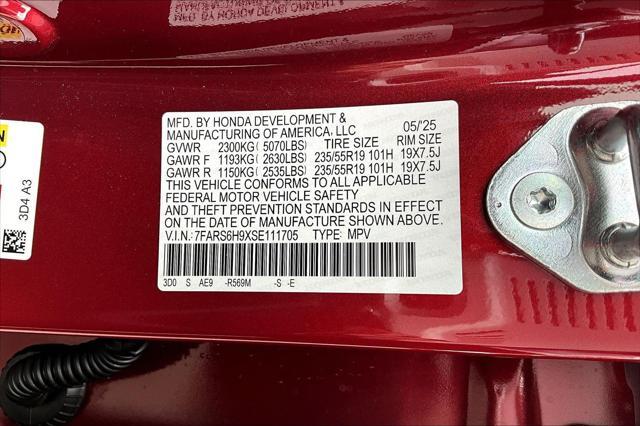 MFD. BY HONDA DEVELOPMENT &
MANUFACTURING OF AMERICA, LLC 05/'25
GVWR 2300KG( 5070LBS) TIRE SIZE RIM SIZE
GAWR F 1193KG( 2630LBS) 235/55R19 101H 19X7.5J
GAWR R 1150KG( 2535LBS) 235/55R19 101H 19X7.5J
THIS VEHICLE CONFORMS TO ALL APPLICABLE
FEDERAL MOTOR VEHICLE SAFETY
AND THEFT PREVENTION STANDARDS IN EFFECT
ON THE DATE OF MANUFACTURE SHOWN ABOVE.
V.I.N.: 7FARS6H9XSE111705 TYPE: MPV
3D0 S AE9 -R569M -S -E
3D4 A3